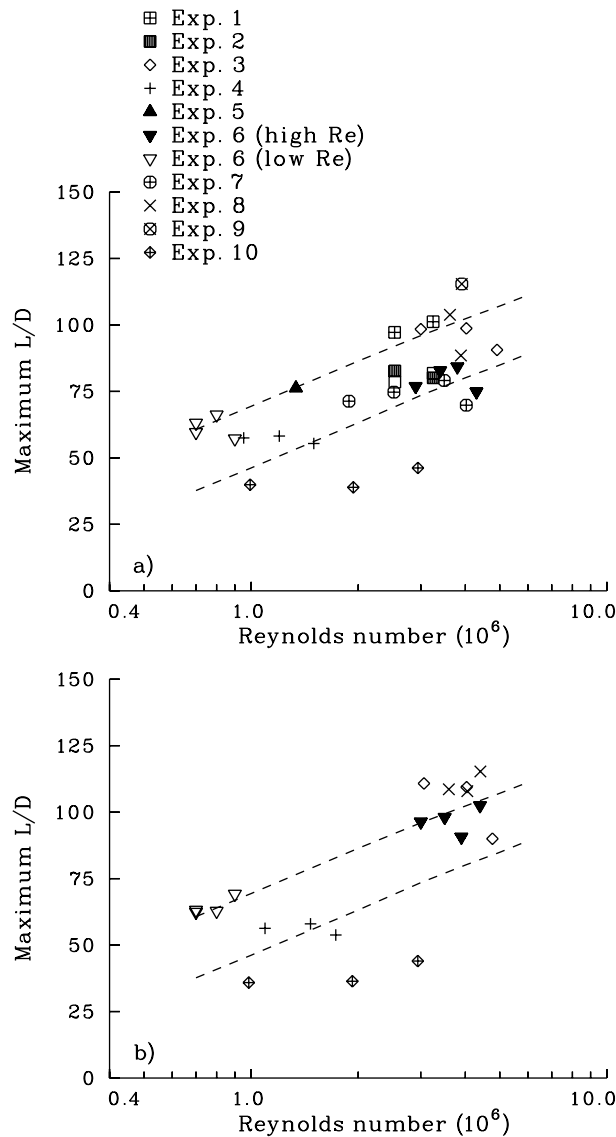 Exp. 1
Exp. 2
Exp. 3
Exp. 4
Exp. 5
Exp. 6 (high Re)
Exp. 6 (low Re)
Exp. 7
Exp. 8
Exp. 9
Exp. 10
150
125
100
75
50
25
0
Maximum L/D
a)
0.4
1.0
10.0
Reynolds number (10⁶)
150
125
100
75
50
25
0
Maximum L/D
b)
0.4
1.0
10.0
Reynolds number (10⁶)